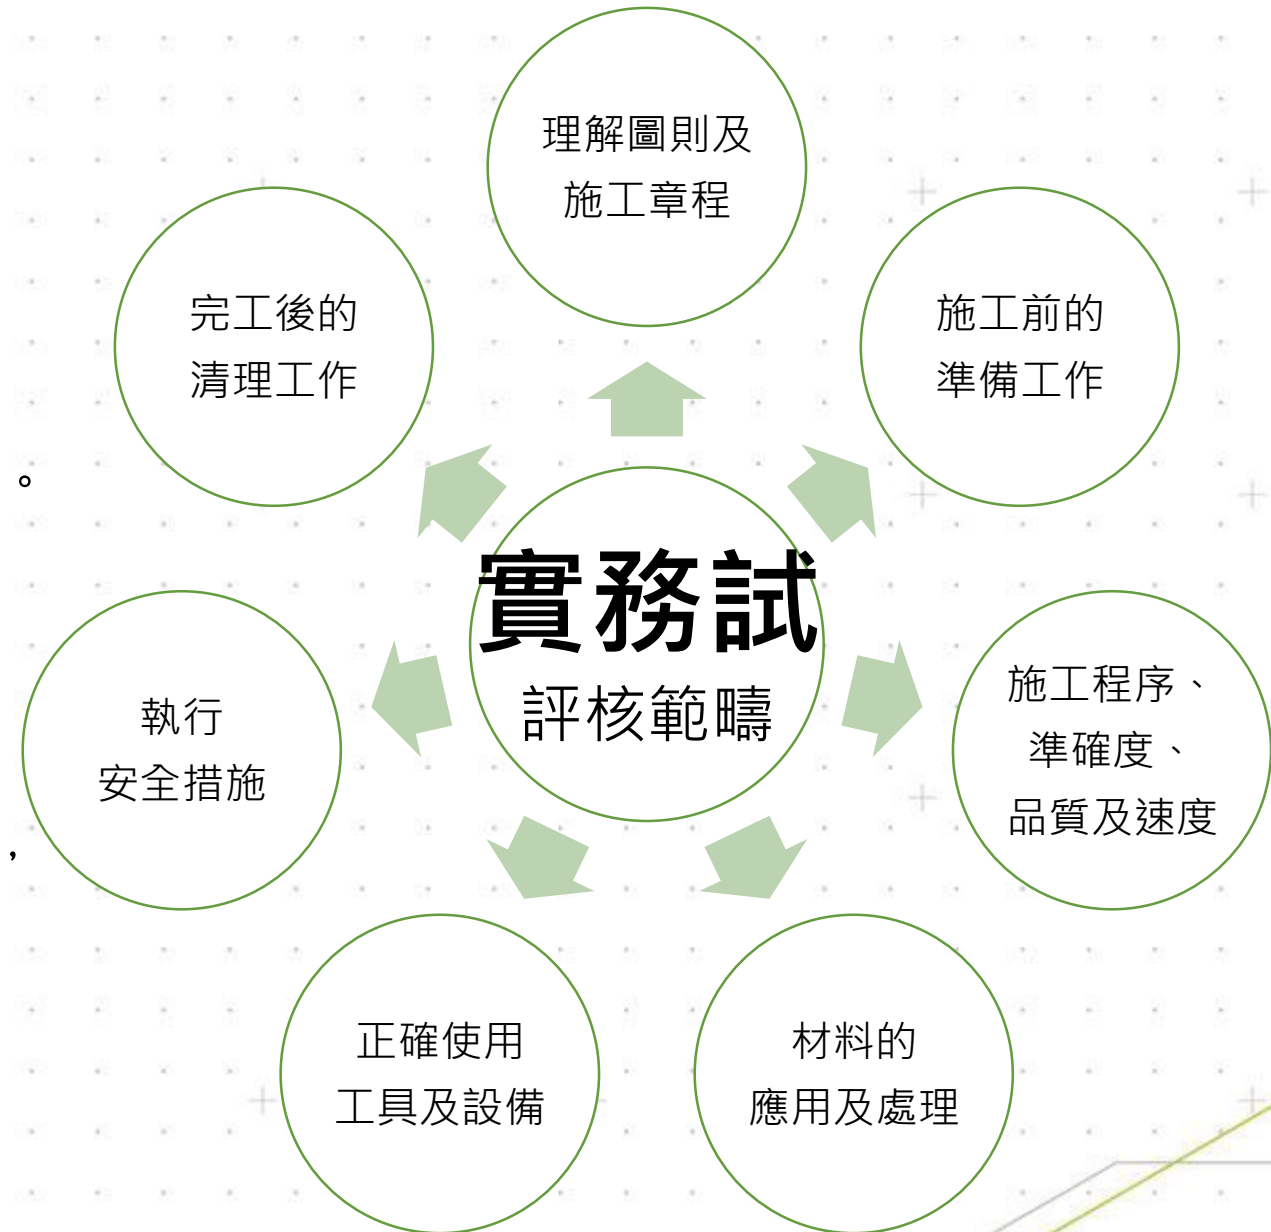 理解圖則及
施工章程
施工前的
準備工作
施工程序、
準確度、
品質及速度
材料的
應用及處理
正確使用
工具及設備
執行
安全措施
完工後的
清理工作
實務試
評核範疇
。
，